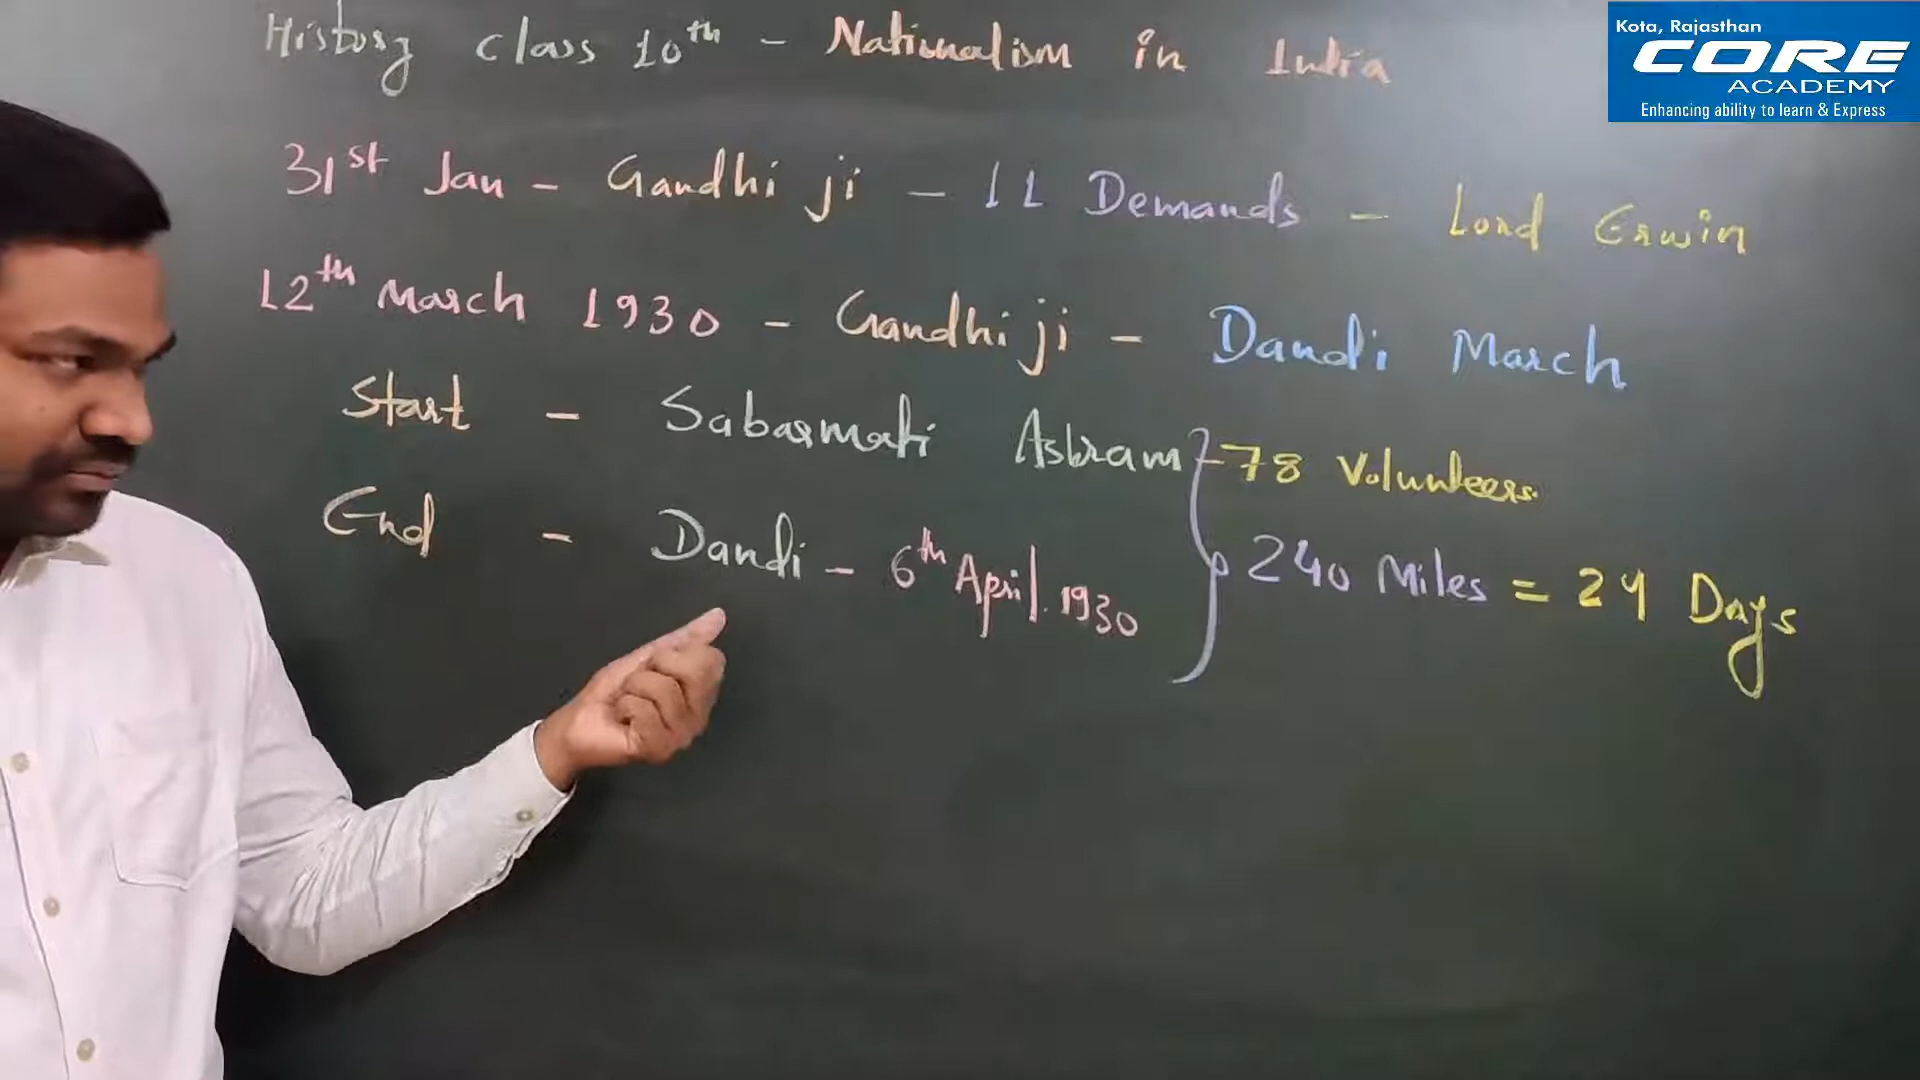 History class 10th - Nationalism in India
Kota, Rajasthan
CORE
ACADEMY
Enhancing ability to learn & Express
31st Jan - Gandhi ji - 11 Demands - Lord Erwin
12th March 1930 - Gandhi ji - Dandi March
Start - Sabarmati Ashram - 78 Volunteers.
End - Dandi - 6th April. 1930
240 Miles = 24 Days